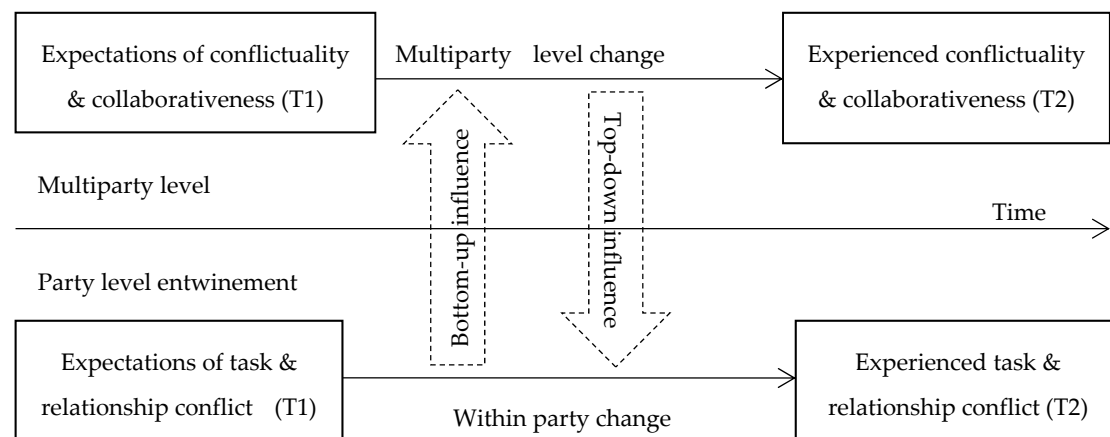 Expectations of conflictuality
& collaborativeness (T1)
Multiparty level change
Experienced conflictuality
& collaborativeness (T2)
Bottom-up influence
Top-down influence
Multiparty level
Time
Party level entwinement
Expectations of task &
relationship conflict (T1)
Within party change
Experienced task &
relationship conflict (T2)